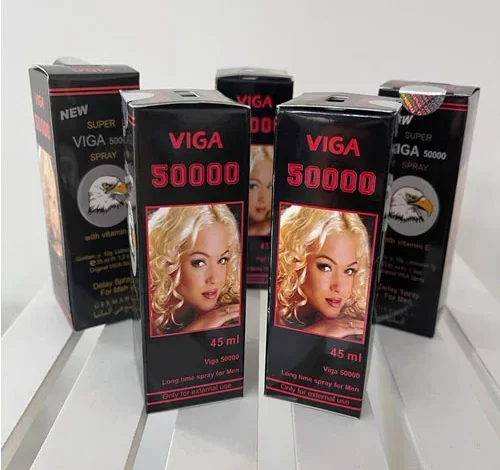 VIGA
NEW
SUPER
VIGA 50000
SPRAY
with vitamin E
Delay Spray
For Men
VIGA
50000
45 ml
Viga 50000
Long time spray for Men
Only for external use
VIGA
50000
45 ml
Viga 50000
Long time spray for Men
Only for external use
VIGA
45
SUPER
VIGA 50000
SPRAY
with vitamin E
Delay Spray
For Men